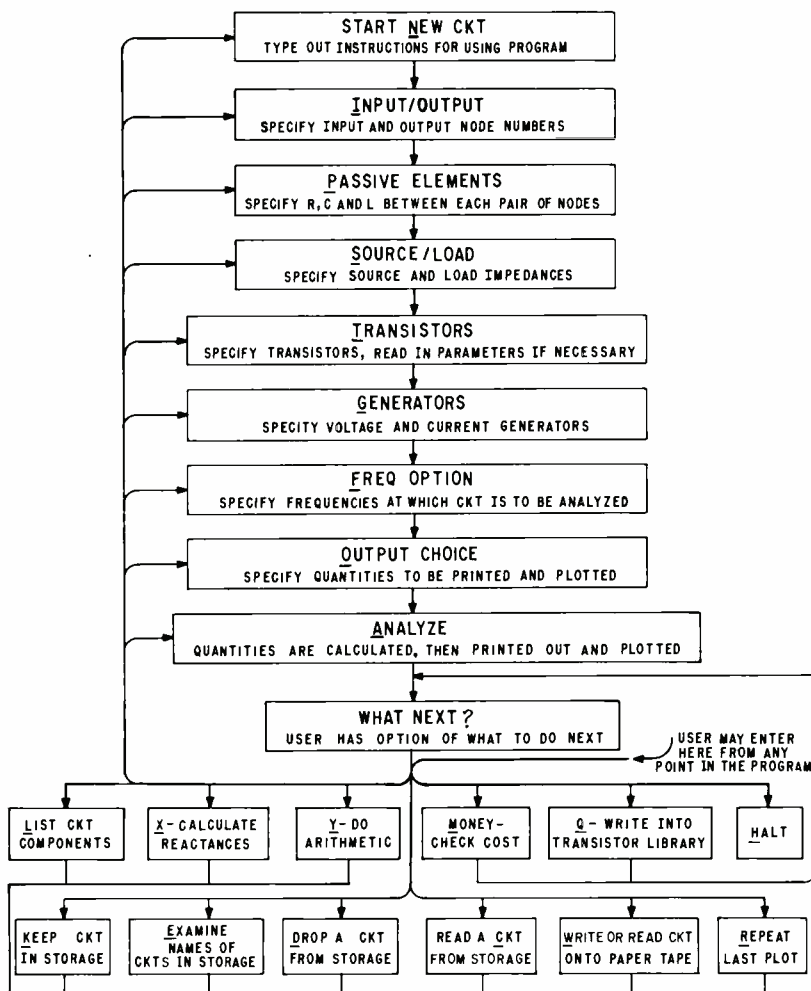 START NEW CKT
TYPE OUT INSTRUCTIONS FOR USING PROGRAM
INPUT/OUTPUT
SPECIFY INPUT AND OUTPUT NODE NUMBERS
PASSIVE ELEMENTS
SPECIFY R, C AND L BETWEEN EACH PAIR OF NODES
SOURCE/LOAD
SPECIFY SOURCE AND LOAD IMPEDANCES
TRANSISTORS
SPECIFY TRANSISTORS, READ IN PARAMETERS IF NECESSARY
GENERATORS
SPECITY VOLTAGE AND CURRENT GENERATORS
FREQ OPTION
SPECIFY FREQUENCIES AT WHICH CKT IS TO BE ANALYZED
OUTPUT CHOICE
SPECIFY QUANTITIES TO BE PRINTED AND PLOTTED
ANALYZE
QUANTITIES ARE CALCULATED, THEN PRINTED OUT AND PLOTTED
WHAT NEXT?
USER HAS OPTION OF WHAT TO DO NEXT
USER MAY ENTER
HERE FROM ANY
POINT IN THE PROGRAM
LIST CKT
COMPONENTS
X-CALCULATE
REACTANCES
Y-DO
ARITHMETIC
MONEY-
CHECK COST
Q-WRITE INTO
TRANSISTOR LIBRARY
HALT
KEEP CKT
IN STORAGE
EXAMINE
NAMES OF
CKTS IN STORAGE
DROP A CKT
FROM STORAGE
READ A CKT
FROM STORAGE
WRITE OR READ CKT
ONTO PAPER TAPE
REPEAT
LAST PLOT